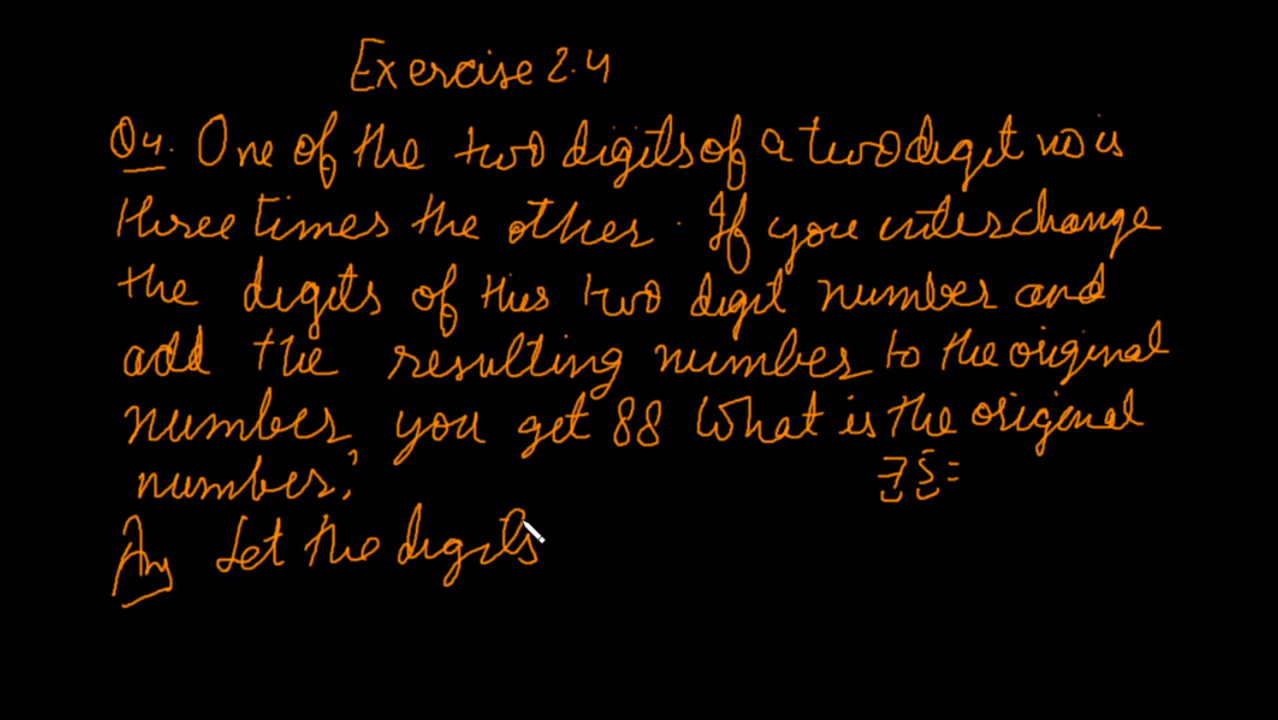 Exercise 2.4
Q4. One of the two digits of a two digit no is
three times the other. If you interchange
the digits of this two digit number and
add the resulting number to the original
number, you get 88 What is the original
number?
75=
Ans Let the digits